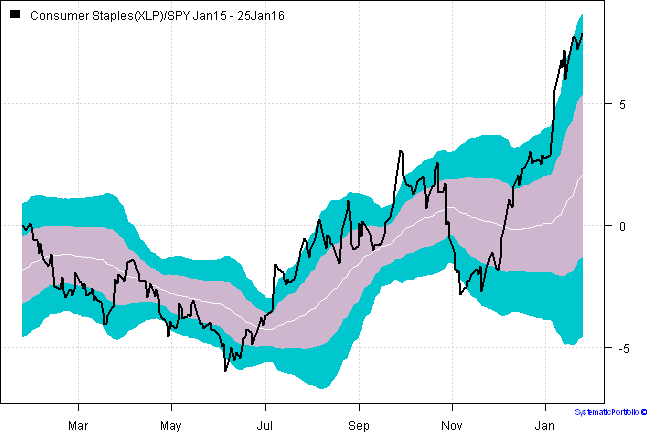 Consumer Staples(XLP)/SPY Jan15 - 25Jan16
5
0
-5
Mar May Jul Sep Nov Jan
SystematicPortfolio ©